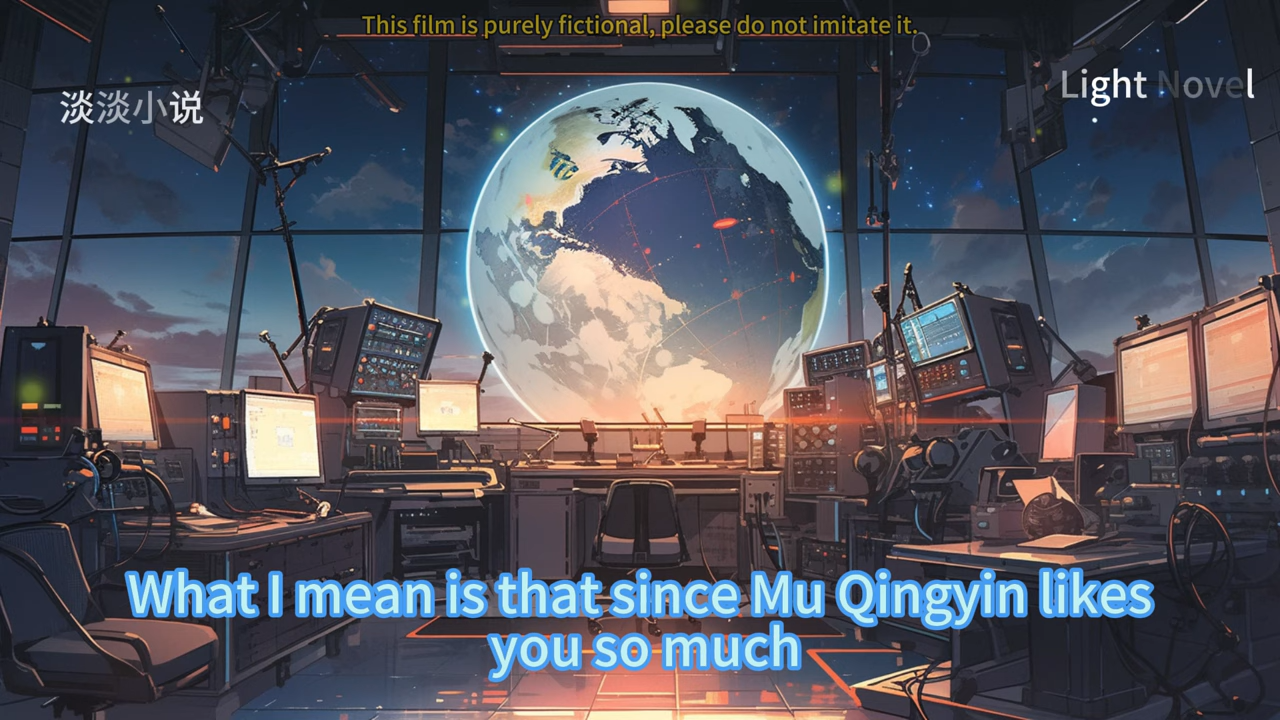 This film is purely fictional, please do not imitate it.
淡淡小说
Light Novel
What I mean is that since Mu Qingyin likes
you so much